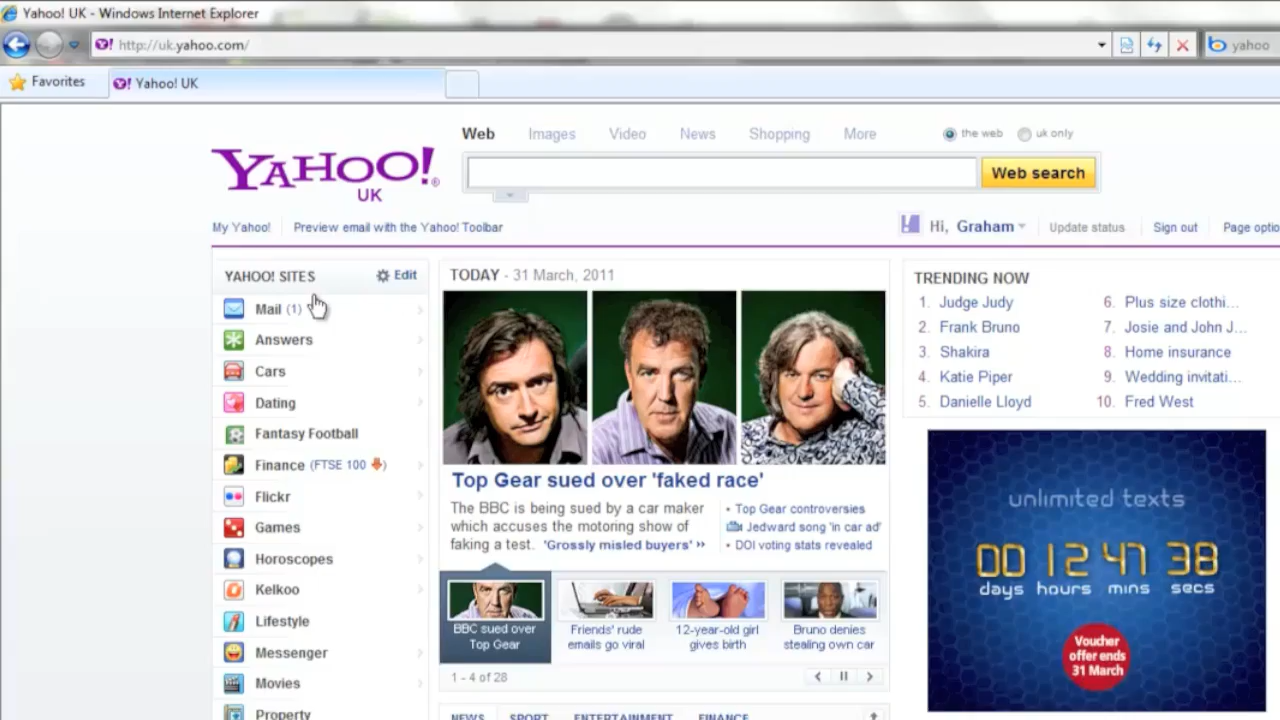 Yahoo! UK - Windows Internet Explorer
http://uk.yahoo.com/
yahoo
Favorites
Yahoo! UK
Web Images Video News Shopping More
the web uk only
YAHOO!®
UK
Web search
My Yahoo! Preview email with the Yahoo! Toolbar
Hi, Graham Update status Sign out Page optio
YAHOO! SITES Edit
Mail (1)
Answers
Cars
Dating
Fantasy Football
Finance (FTSE 100)
Flickr
Games
Horoscopes
Kelkoo
Lifestyle
Messenger
Movies
Property
TODAY - 31 March, 2011
Top Gear sued over 'faked race'
The BBC is being sued by a car maker
which accuses the motoring show of
faking a test. 'Grossly misled buyers' ››
• Top Gear controversies
Jedward song 'in car ad'
• DOI voting stats revealed
BBC sued over
Top Gear
Friends' rude
emails go viral
12-year-old girl
gives birth
Bruno denies
stealing own car
1 - 4 of 28
NEWS SPORT ENTERTAINMENT FINANCE
TRENDING NOW
1. Judge Judy
2. Frank Bruno
3. Shakira
4. Katie Piper
5. Danielle Lloyd
6. Plus size clothi...
7. Josie and John J...
8. Home insurance
9. Wedding invitati...
10. Fred West
unlimited texts
00 12 47 38
days hours mins secs
Voucher
offer ends
31 March